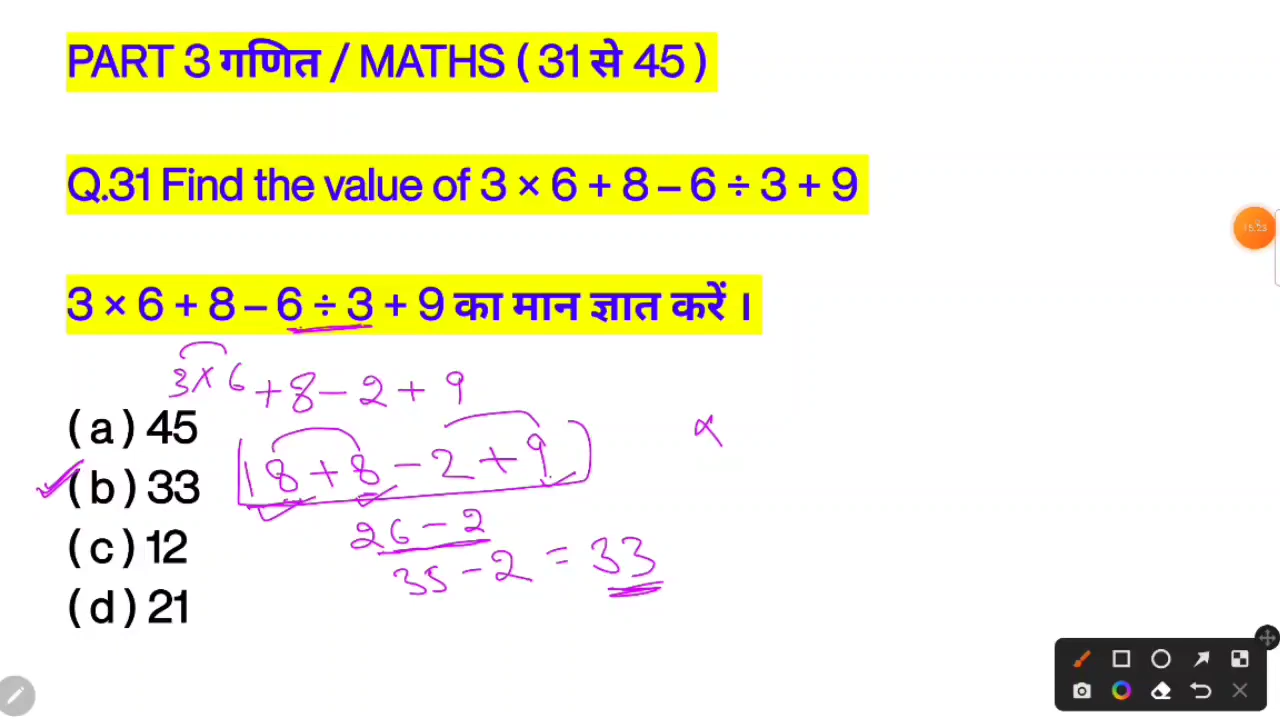 PART 3 गणित / MATHS ( 31 से 45 )
Q.31 Find the value of 3 × 6 + 8 – 6 ÷ 3 + 9
3 × 6 + 8 – 6 ÷ 3 + 9 का मान ज्ञात करें ।
3 × 6 + 8 – 2 + 9
( a ) 45
18 + 8 – 2 + 9
( b ) 33
26 – 2
35 – 2 = 33
( c ) 12
( d ) 21